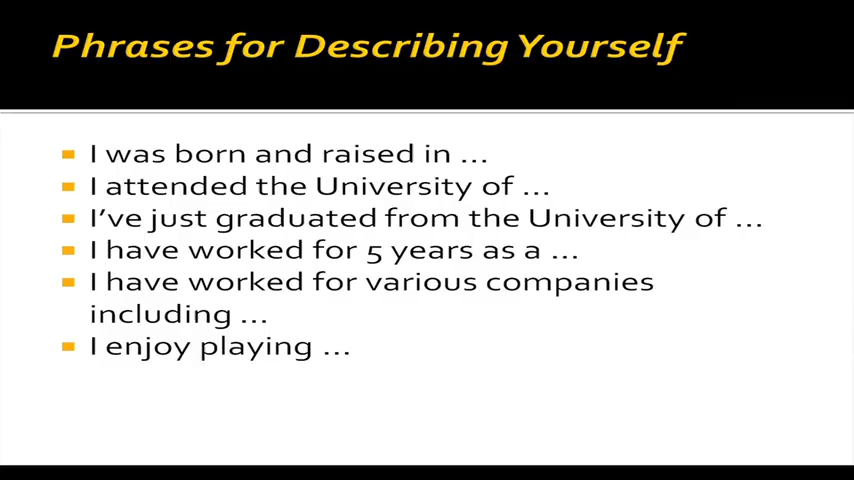 Phrases for Describing Yourself
I was born and raised in ...
I attended the University of ...
I've just graduated from the University of ...
I have worked for 5 years as a ...
I have worked for various companies
including ...
I enjoy playing ...